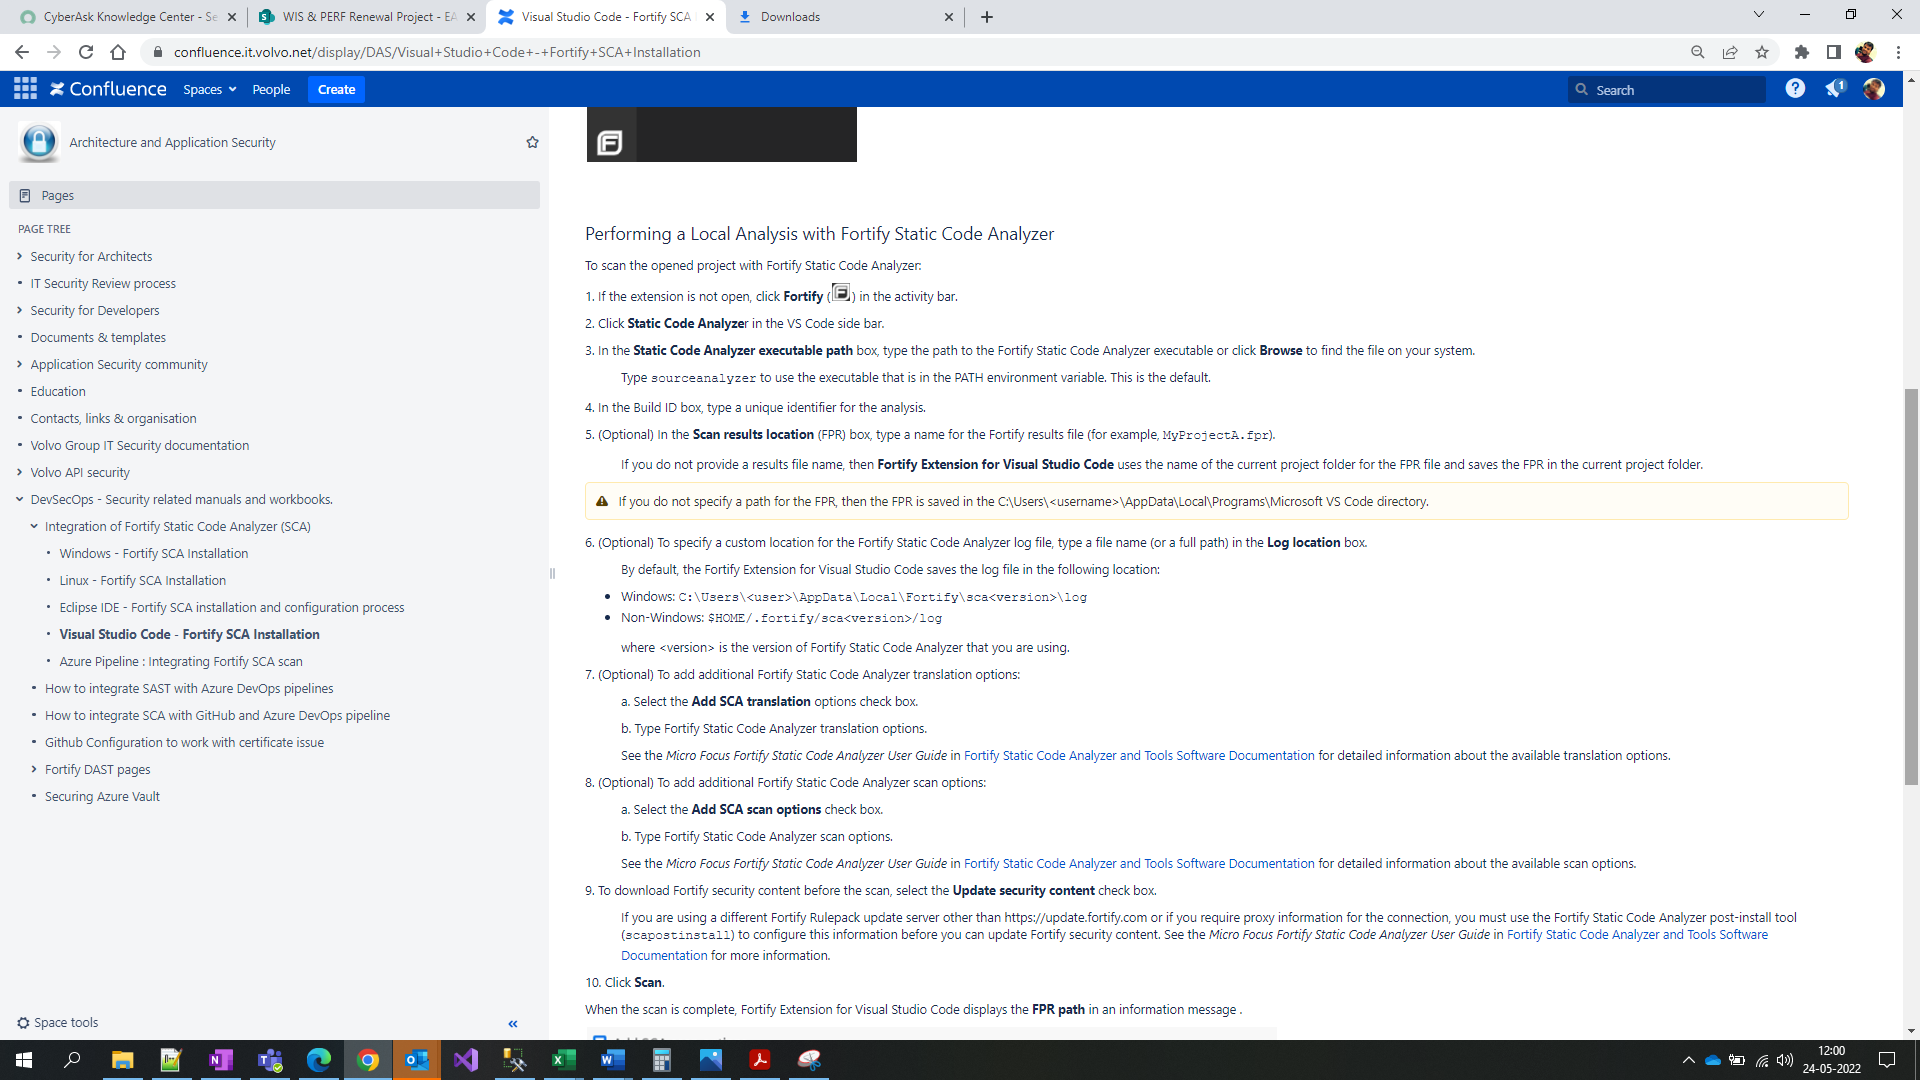 CyberAsk Knowledge Center - Se
WIS & PERF Renewal Project - EA
Visual Studio Code - Fortify SCA
Downloads
confluence.it.volvo.net/display/DAS/Visual+Studio+Code+-+Fortify+SCA+Installation
Confluence
Spaces
People
Create
Search
1
Architecture and Application Security
Pages
PAGE TREE
Security for Architects
IT Security Review process
Security for Developers
Documents & templates
Application Security community
Education
Contacts, links & organisation
Volvo Group IT Security documentation
Volvo API security
DevSecOps - Security related manuals and workbooks.
Integration of Fortify Static Code Analyzer (SCA)
Windows - Fortify SCA Installation
Linux - Fortify SCA Installation
Eclipse IDE - Fortify SCA installation and configuration process
Visual Studio Code - Fortify SCA Installation
Azure Pipeline : Integrating Fortify SCA scan
How to integrate SAST with Azure DevOps pipelines
How to integrate SCA with GitHub and Azure DevOps pipeline
Github Configuration to work with certificate issue
Fortify DAST pages
Securing Azure Vault
Space tools
Performing a Local Analysis with Fortify Static Code Analyzer
To scan the opened project with Fortify Static Code Analyzer:
1. If the extension is not open, click Fortify ( ) in the activity bar.
2. Click Static Code Analyzer in the VS Code side bar.
3. In the Static Code Analyzer executable path box, type the path to the Fortify Static Code Analyzer executable or click Browse to find the file on your system.
Type sourceanalyzer to use the executable that is in the PATH environment variable. This is the default.
4. In the Build ID box, type a unique identifier for the analysis.
5. (Optional) In the Scan results location (FPR) box, type a name for the Fortify results file (for example, MyProjectA.fpr).
If you do not provide a results file name, then Fortify Extension for Visual Studio Code uses the name of the current project folder for the FPR file and saves the FPR in the current project folder.
If you do not specify a path for the FPR, then the FPR is saved in the C:\Users\<username>\AppData\Local\Programs\Microsoft VS Code directory.
6. (Optional) To specify a custom location for the Fortify Static Code Analyzer log file, type a file name (or a full path) in the Log location box.
By default, the Fortify Extension for Visual Studio Code saves the log file in the following location:
• Windows: C:\Users\<user>\AppData\Local\Fortify\sca<version>\log
• Non-Windows: $HOME/.fortify/sca<version>/log
where <version> is the version of Fortify Static Code Analyzer that you are using.
7. (Optional) To add additional Fortify Static Code Analyzer translation options:
a. Select the Add SCA translation options check box.
b. Type Fortify Static Code Analyzer translation options.
See the Micro Focus Fortify Static Code Analyzer User Guide in Fortify Static Code Analyzer and Tools Software Documentation for detailed information about the available translation options.
8. (Optional) To add additional Fortify Static Code Analyzer scan options:
a. Select the Add SCA scan options check box.
b. Type Fortify Static Code Analyzer scan options.
See the Micro Focus Fortify Static Code Analyzer User Guide in Fortify Static Code Analyzer and Tools Software Documentation for detailed information about the available scan options.
9. To download Fortify security content before the scan, select the Update security content check box.
If you are using a different Fortify Rulepack update server other than https://update.fortify.com or if you require proxy information for the connection, you must use the Fortify Static Code Analyzer post-install tool
(scapostinstall) to configure this information before you can update Fortify security content. See the Micro Focus Fortify Static Code Analyzer User Guide in Fortify Static Code Analyzer and Tools Software
Documentation for more information.
10. Click Scan.
When the scan is complete, Fortify Extension for Visual Studio Code displays the FPR path in an information message .
12:00
24-05-2022